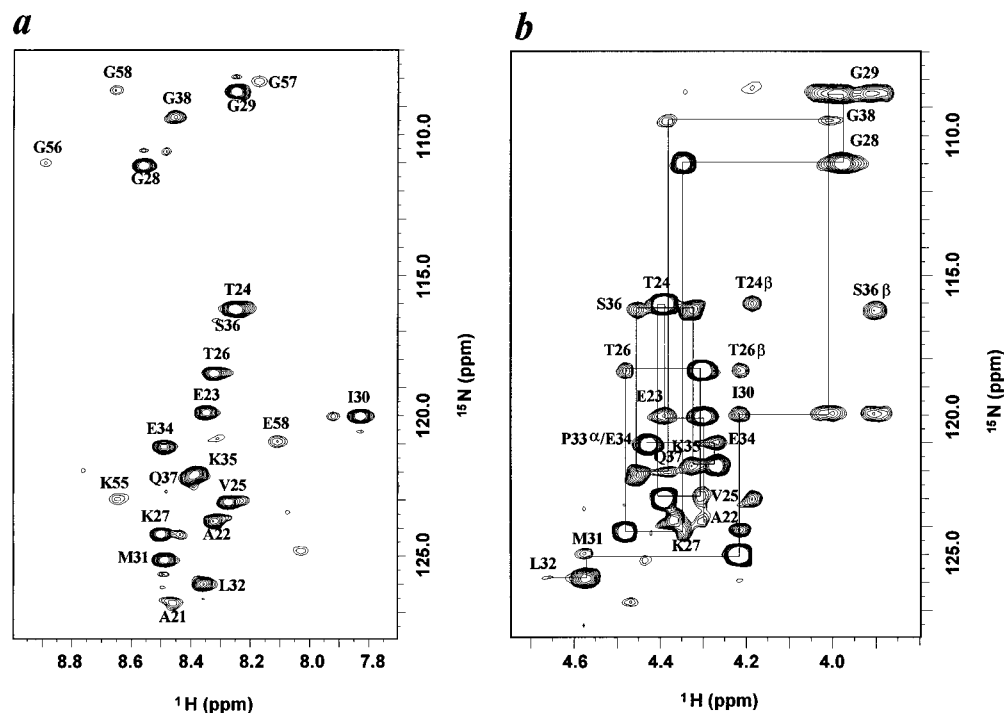 a
G58
G57
G38
G29
G56
G28
T24
S36
T26
E23
I30
E34
E58
K35
Q37
K55
V25
K27
A22
M31
L32
A21
110.0
115.0
120.0
125.0
15N (ppm)
8.8 8.6 8.4 8.2 8.0 7.8
1H (ppm)
b
G29
G38
G28
T24
T24β
S36
S36 β
T26
T26β
E23
I30
P33α/E34
K35
E34
Q37
V25
A22
K27
M31
L32
110.0
115.0
120.0
125.0
15N (ppm)
4.6 4.4 4.2 4.0
1H (ppm)